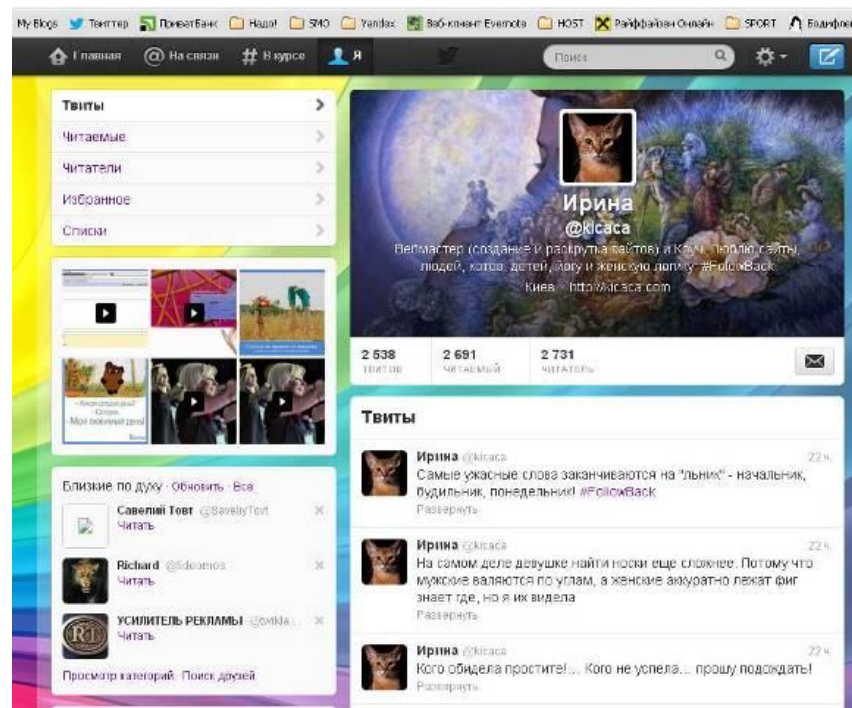 My Blogs Твиттер ПриватБанк Надо! SMO Yandex Веб-клиент Evernote HOST Райффайзен Онлайн SPORT
Главная На связи # В курсе Я Поиск
Твиты
Читаемые
Читатели
Избранное
Списки
- Мой любимый день!
Близкие по духу · Обновить · Все
Савелий Товт @SaveliyTovt
Читать
Richard
Читать
УСИЛИТЕЛЬ РЕКЛАМЫ
Читать
Просмотр категорий · Поиск друзей
Ирина
@kicaca
Вебмастер (создание и раскрутка сайтов) и Коуч. Люблю сайты,
людей, котов, детей, йогу и женскую логику. #FollowBack
Киев · http://kicaca.com
2 538 2 691 2 731
ТВИТОВ ЧИТАЕМЫЙ ЧИТАТЕЛЬ
Твиты
Ирина @kicaca 22 ч.
Самые ужасные слова заканчиваются на "льник" - начальник,
будильник, понедельник! #FollowBack
Развернуть
Ирина @kicaca 22 ч.
На самом деле девушке найти носки еще сложнее. Потому что
мужские валяются по углам, а женские аккуратно лежат фиг
знает где, но я их видела
Развернуть
Ирина @kicaca 22 ч.
Кого обидела простите!... Кого не успела... прошу подождать!
Развернуть